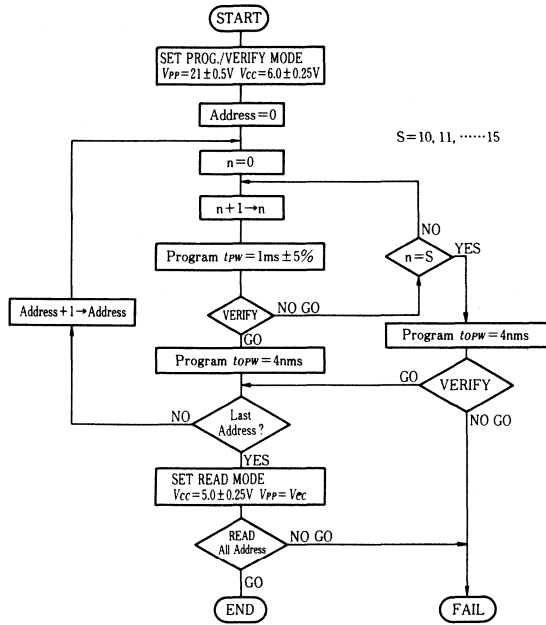 START
SET PROG./VERIFY MODE
VPP=21±0.5V VCC=6.0±0.25V
Address=0
S=10, 11, ······15
n=0
n+1→n
NO
n=S
YES
Program tPW=1ms±5%
Address+1→Address
VERIFY
NO GO
GO
Program tOPW=4nms
Program tOPW=4nms
GO
VERIFY
NO GO
NO
Last
Address?
YES
SET READ MODE
VCC=5.0±0.25V VPP=VCC
READ
All Address
NO GO
GO
END
FAIL